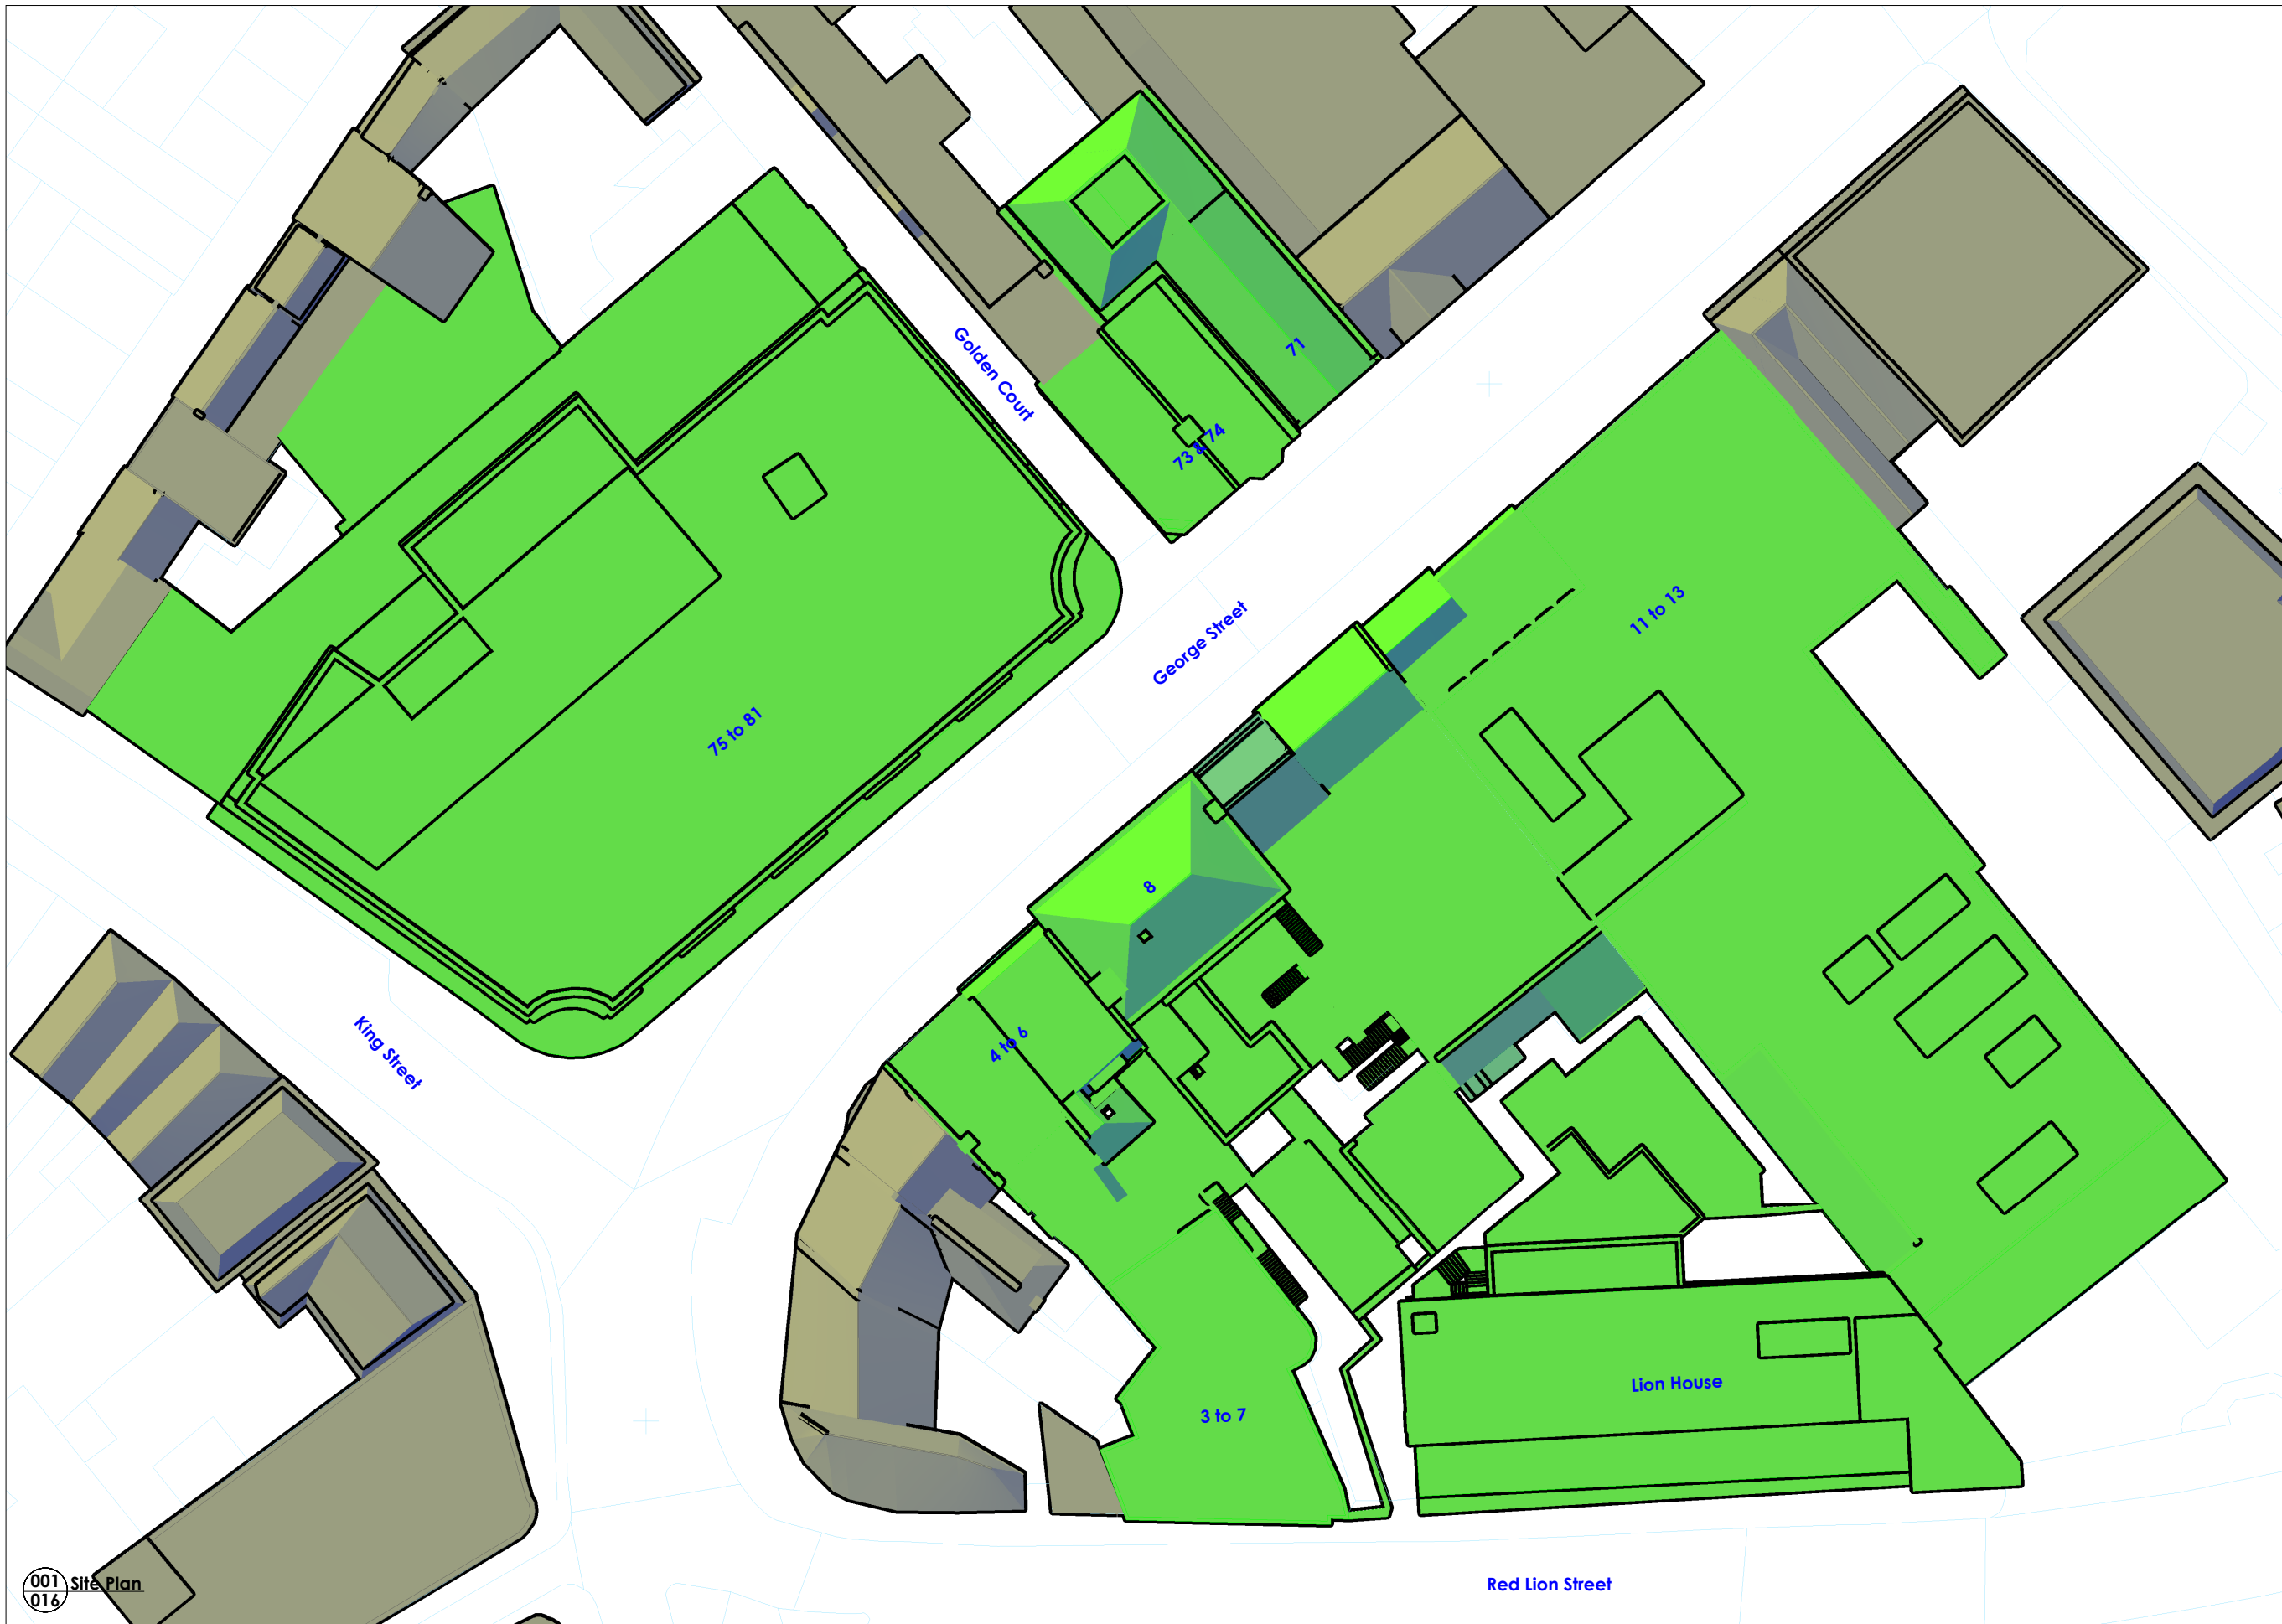 Golden Court
71
73 & 74
George Street
11 to 13
75 to 81
8
4 to 6
King Street
Lion House
3 to 7
001
016
Site Plan
Red Lion Street